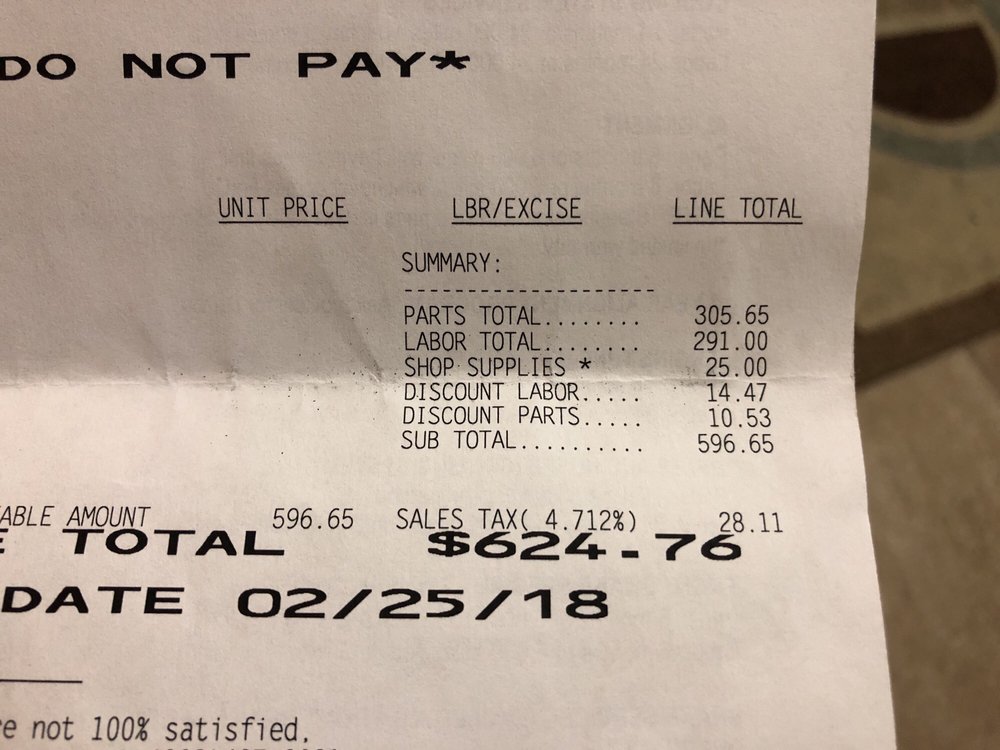 DO NOT PAY*
UNIT PRICE LBR/EXCISE LINE TOTAL
SUMMARY:
--------------------
PARTS TOTAL........ 305.65
LABOR TOTAL........ 291.00
SHOP SUPPLIES * 25.00
DISCOUNT LABOR..... 14.47
DISCOUNT PARTS..... 10.53
SUB TOTAL.......... 596.65
ABLE AMOUNT 596.65 SALES TAX( 4.712%) 28.11
E TOTAL $624.76
DATE 02/25/18
e not 100% satisfied.